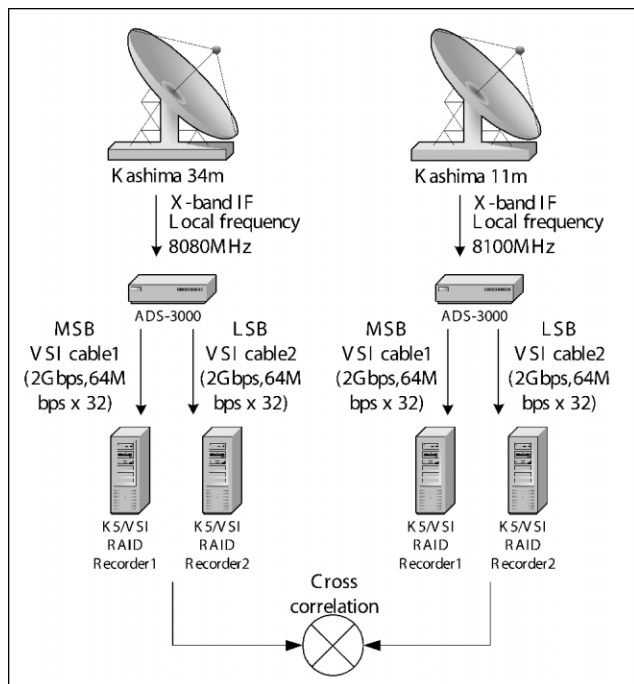 Kashima 34m
X-band IF
Local frequency
8080MHz
ADS-3000
MSB
VSI cable1
(2Gbps,64M
bps x 32)
LSB
VSI cable2
(2Gbps,64M
bps x 32)
K5/VSI
RAID
Recorder1
K5/VSI
RAID
Recorder2
Kashima 11m
X-band IF
Local frequency
8100MHz
ADS-3000
MSB
VSI cable1
(2Gbps,64M
bps x 32)
LSB
VSI cable2
(2Gbps,64M
bps x 32)
K5/VSI
RAID
Recorder1
K5/VSI
RAID
Recorder2
Cross
correlation